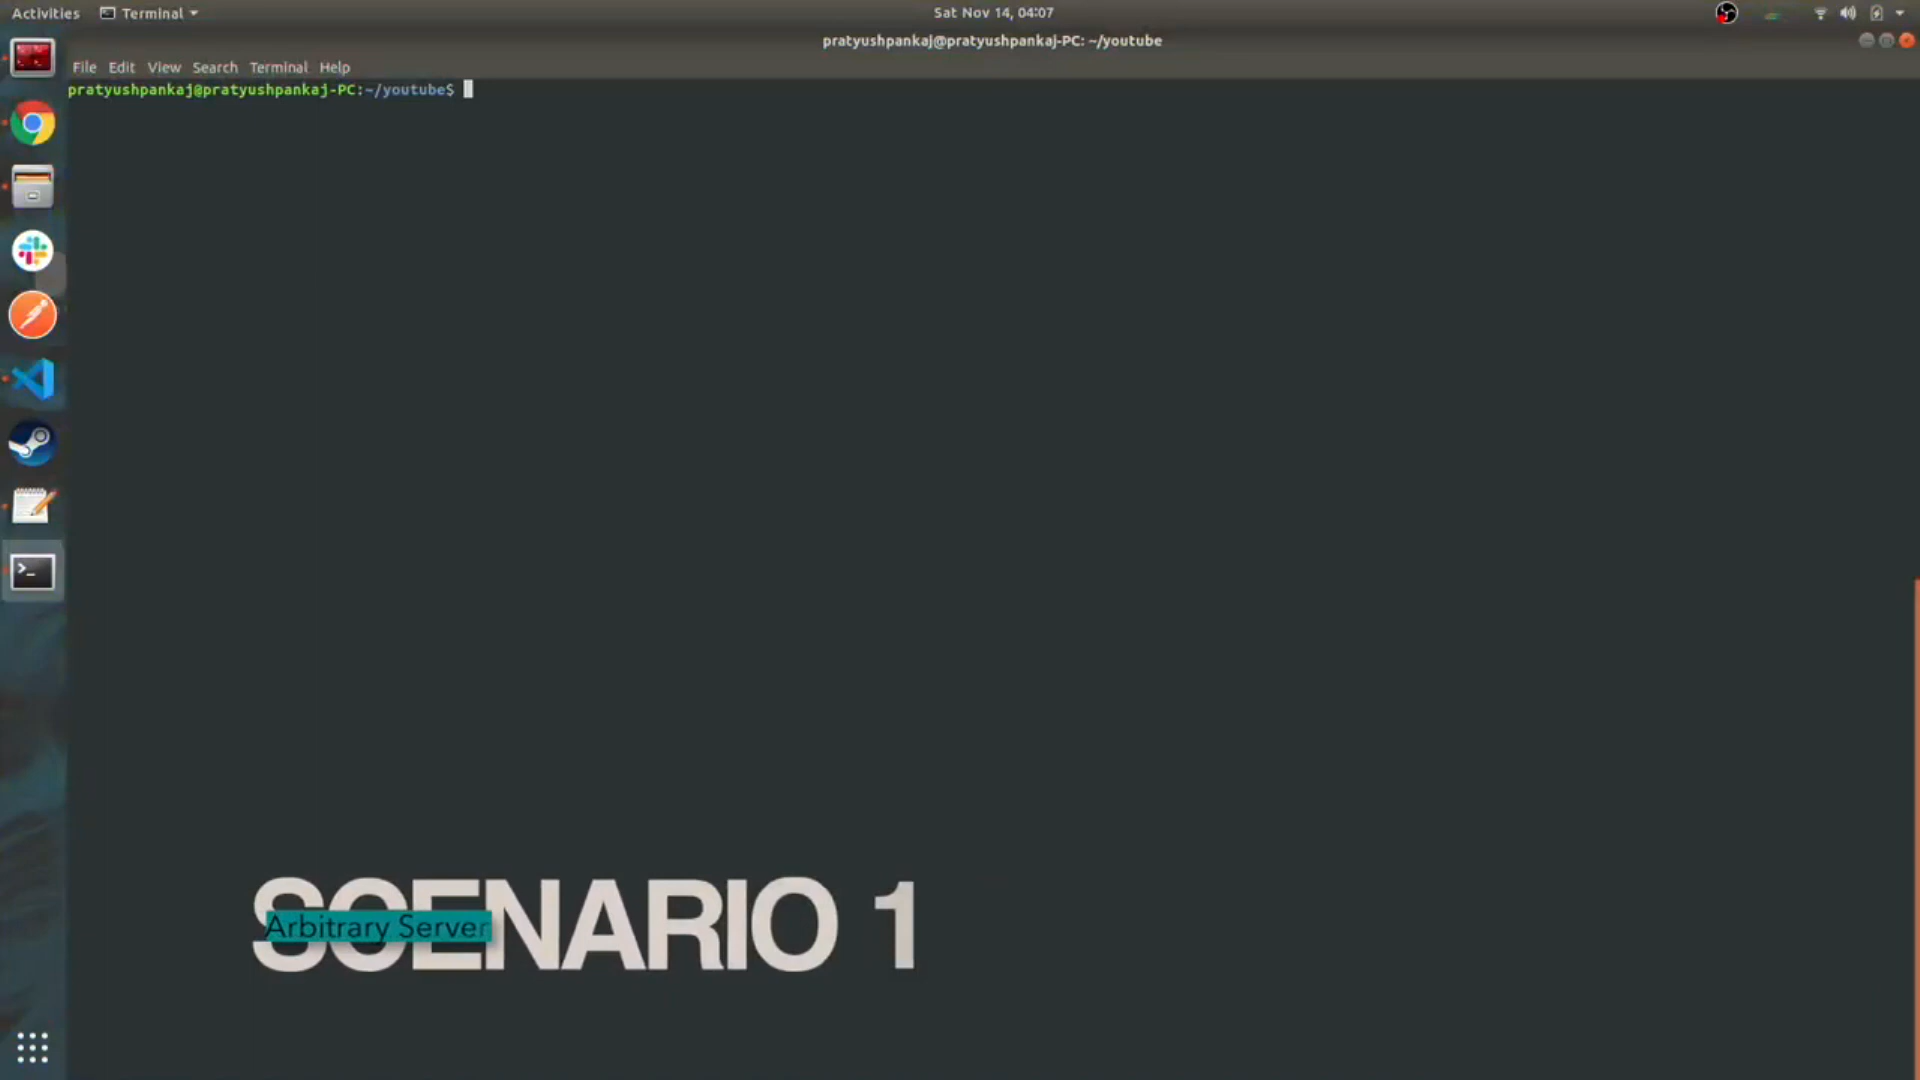 Activities Terminal Sat Nov 14, 04:07
pratyushpankaj@pratyushpankaj-PC: ~/youtube
File Edit View Search Terminal Help
pratyushpankaj@pratyushpankaj-PC:~/youtube$
SCENARIO 1
Arbitrary Server